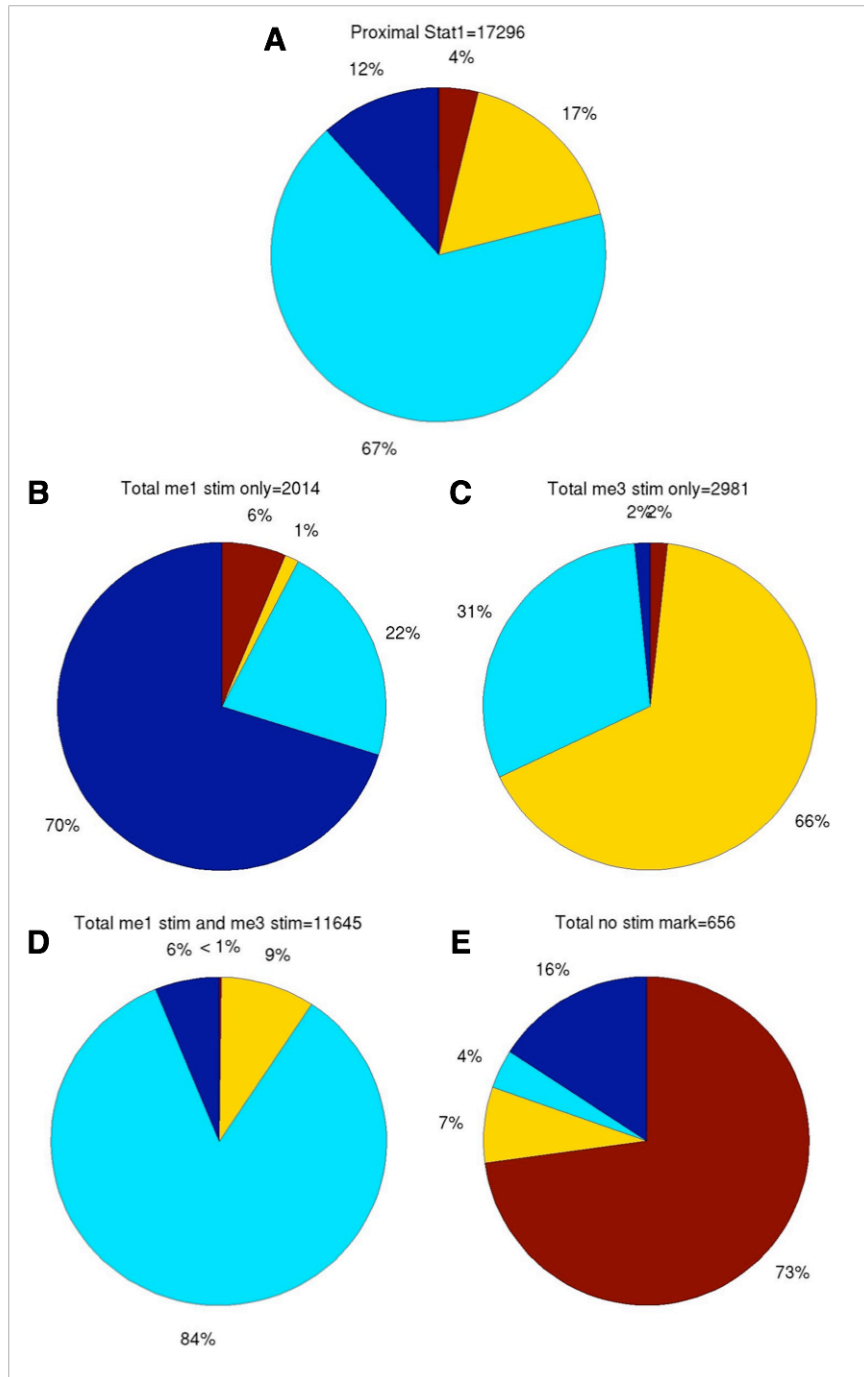 A
Proximal Stat1=17296
4%
12%
17%
67%
B
Total me1 stim only=2014
6%
1%
22%
70%
C
Total me3 stim only=2981
2%
2%
31%
66%
D
Total me1 stim and me3 stim=11645
6%
< 1%
9%
84%
E
Total no stim mark=656
16%
4%
7%
73%